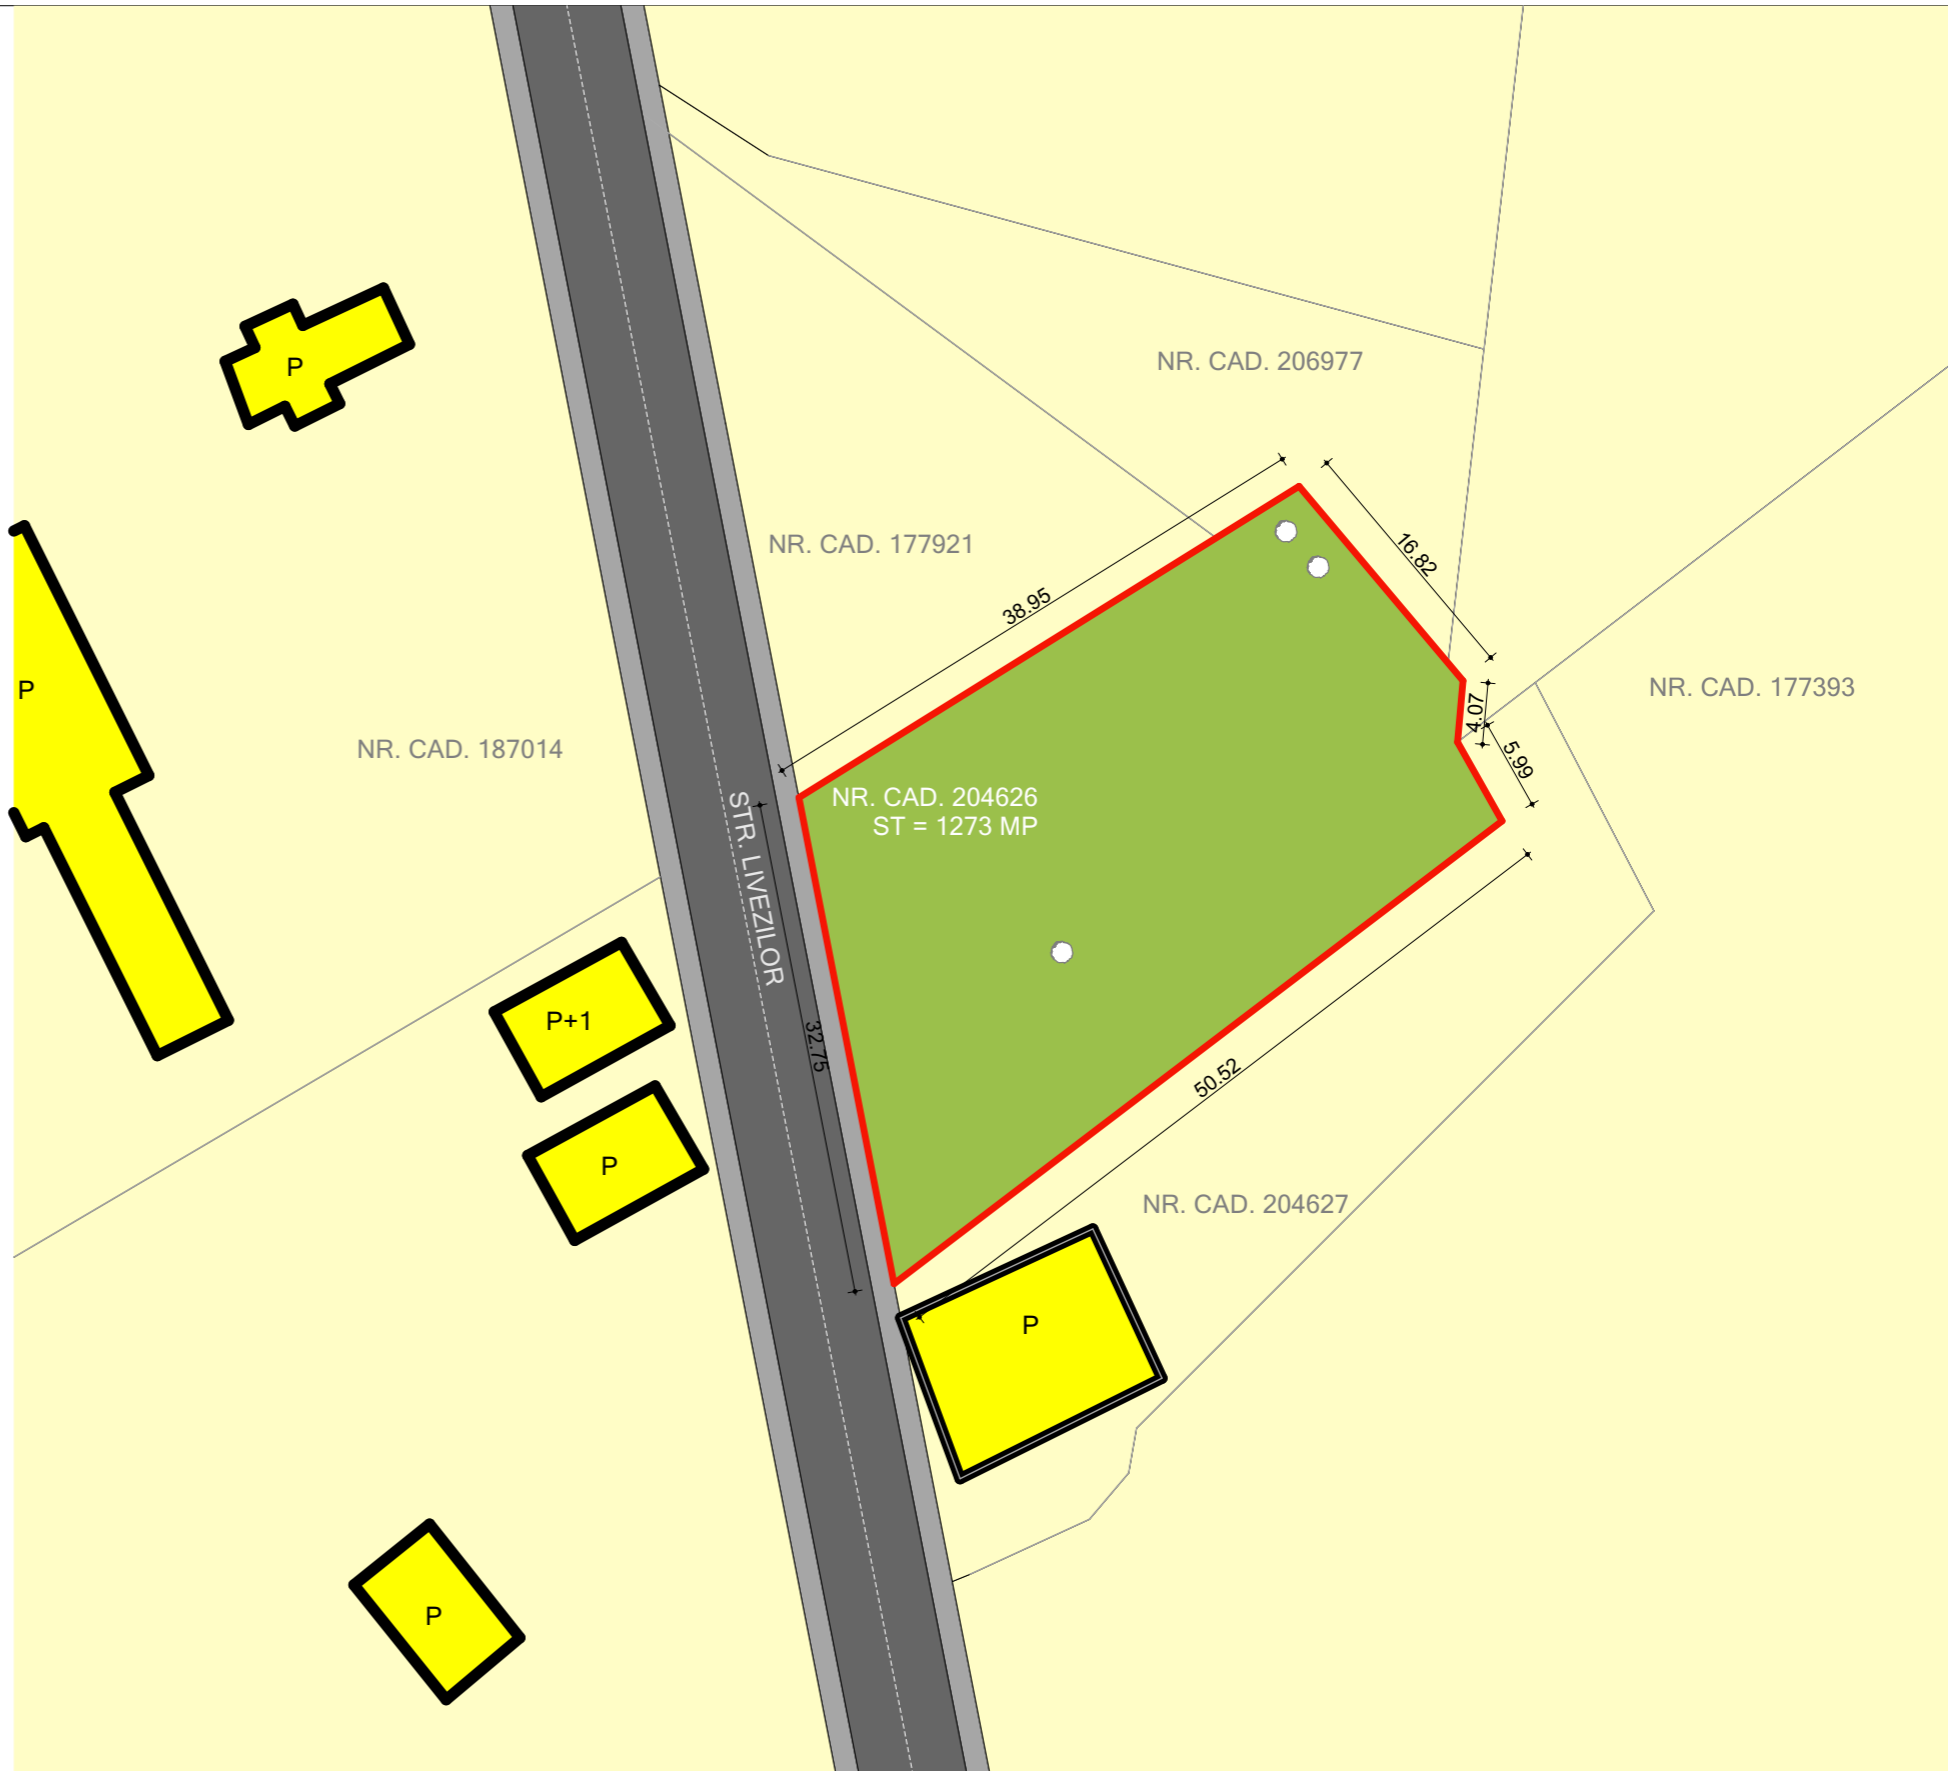 P
NR. CAD. 206977
NR. CAD. 177921
16.82
38.95
P
NR. CAD. 177393
4.07
NR. CAD. 187014
5.99
NR. CAD. 204626
ST = 1273 MP
STR. LIVEZILOR
P+1
32.75
50.52
P
NR. CAD. 204627
P
P